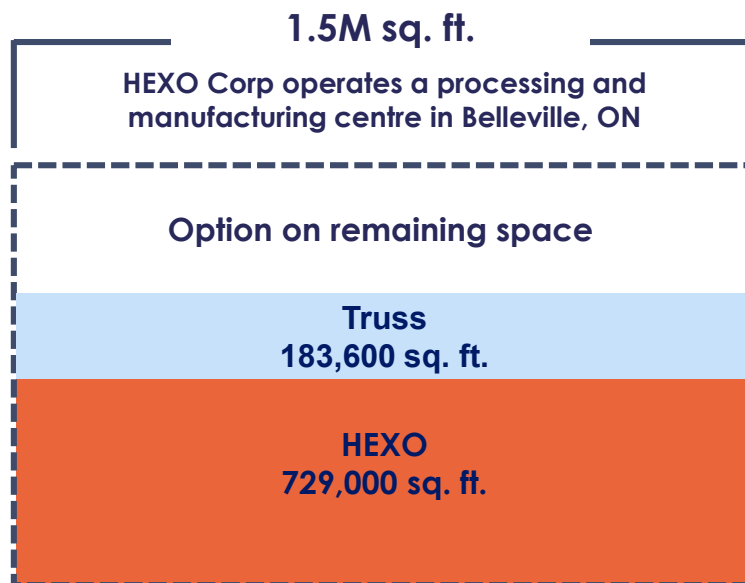 1.5M sq. ft.
HEXO Corp operates a processing and
manufacturing centre in Belleville, ON
Option on remaining space
Truss
183,600 sq. ft.
HEXO
729,000 sq. ft.